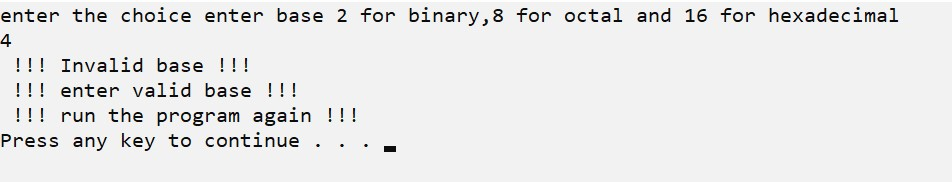 enter the choice enter base 2 for binary,8 for octal and 16 for hexadecimal
4
!!! Invalid base !!!
!!! enter valid base !!!
!!! run the program again !!!
Press any key to continue . . .